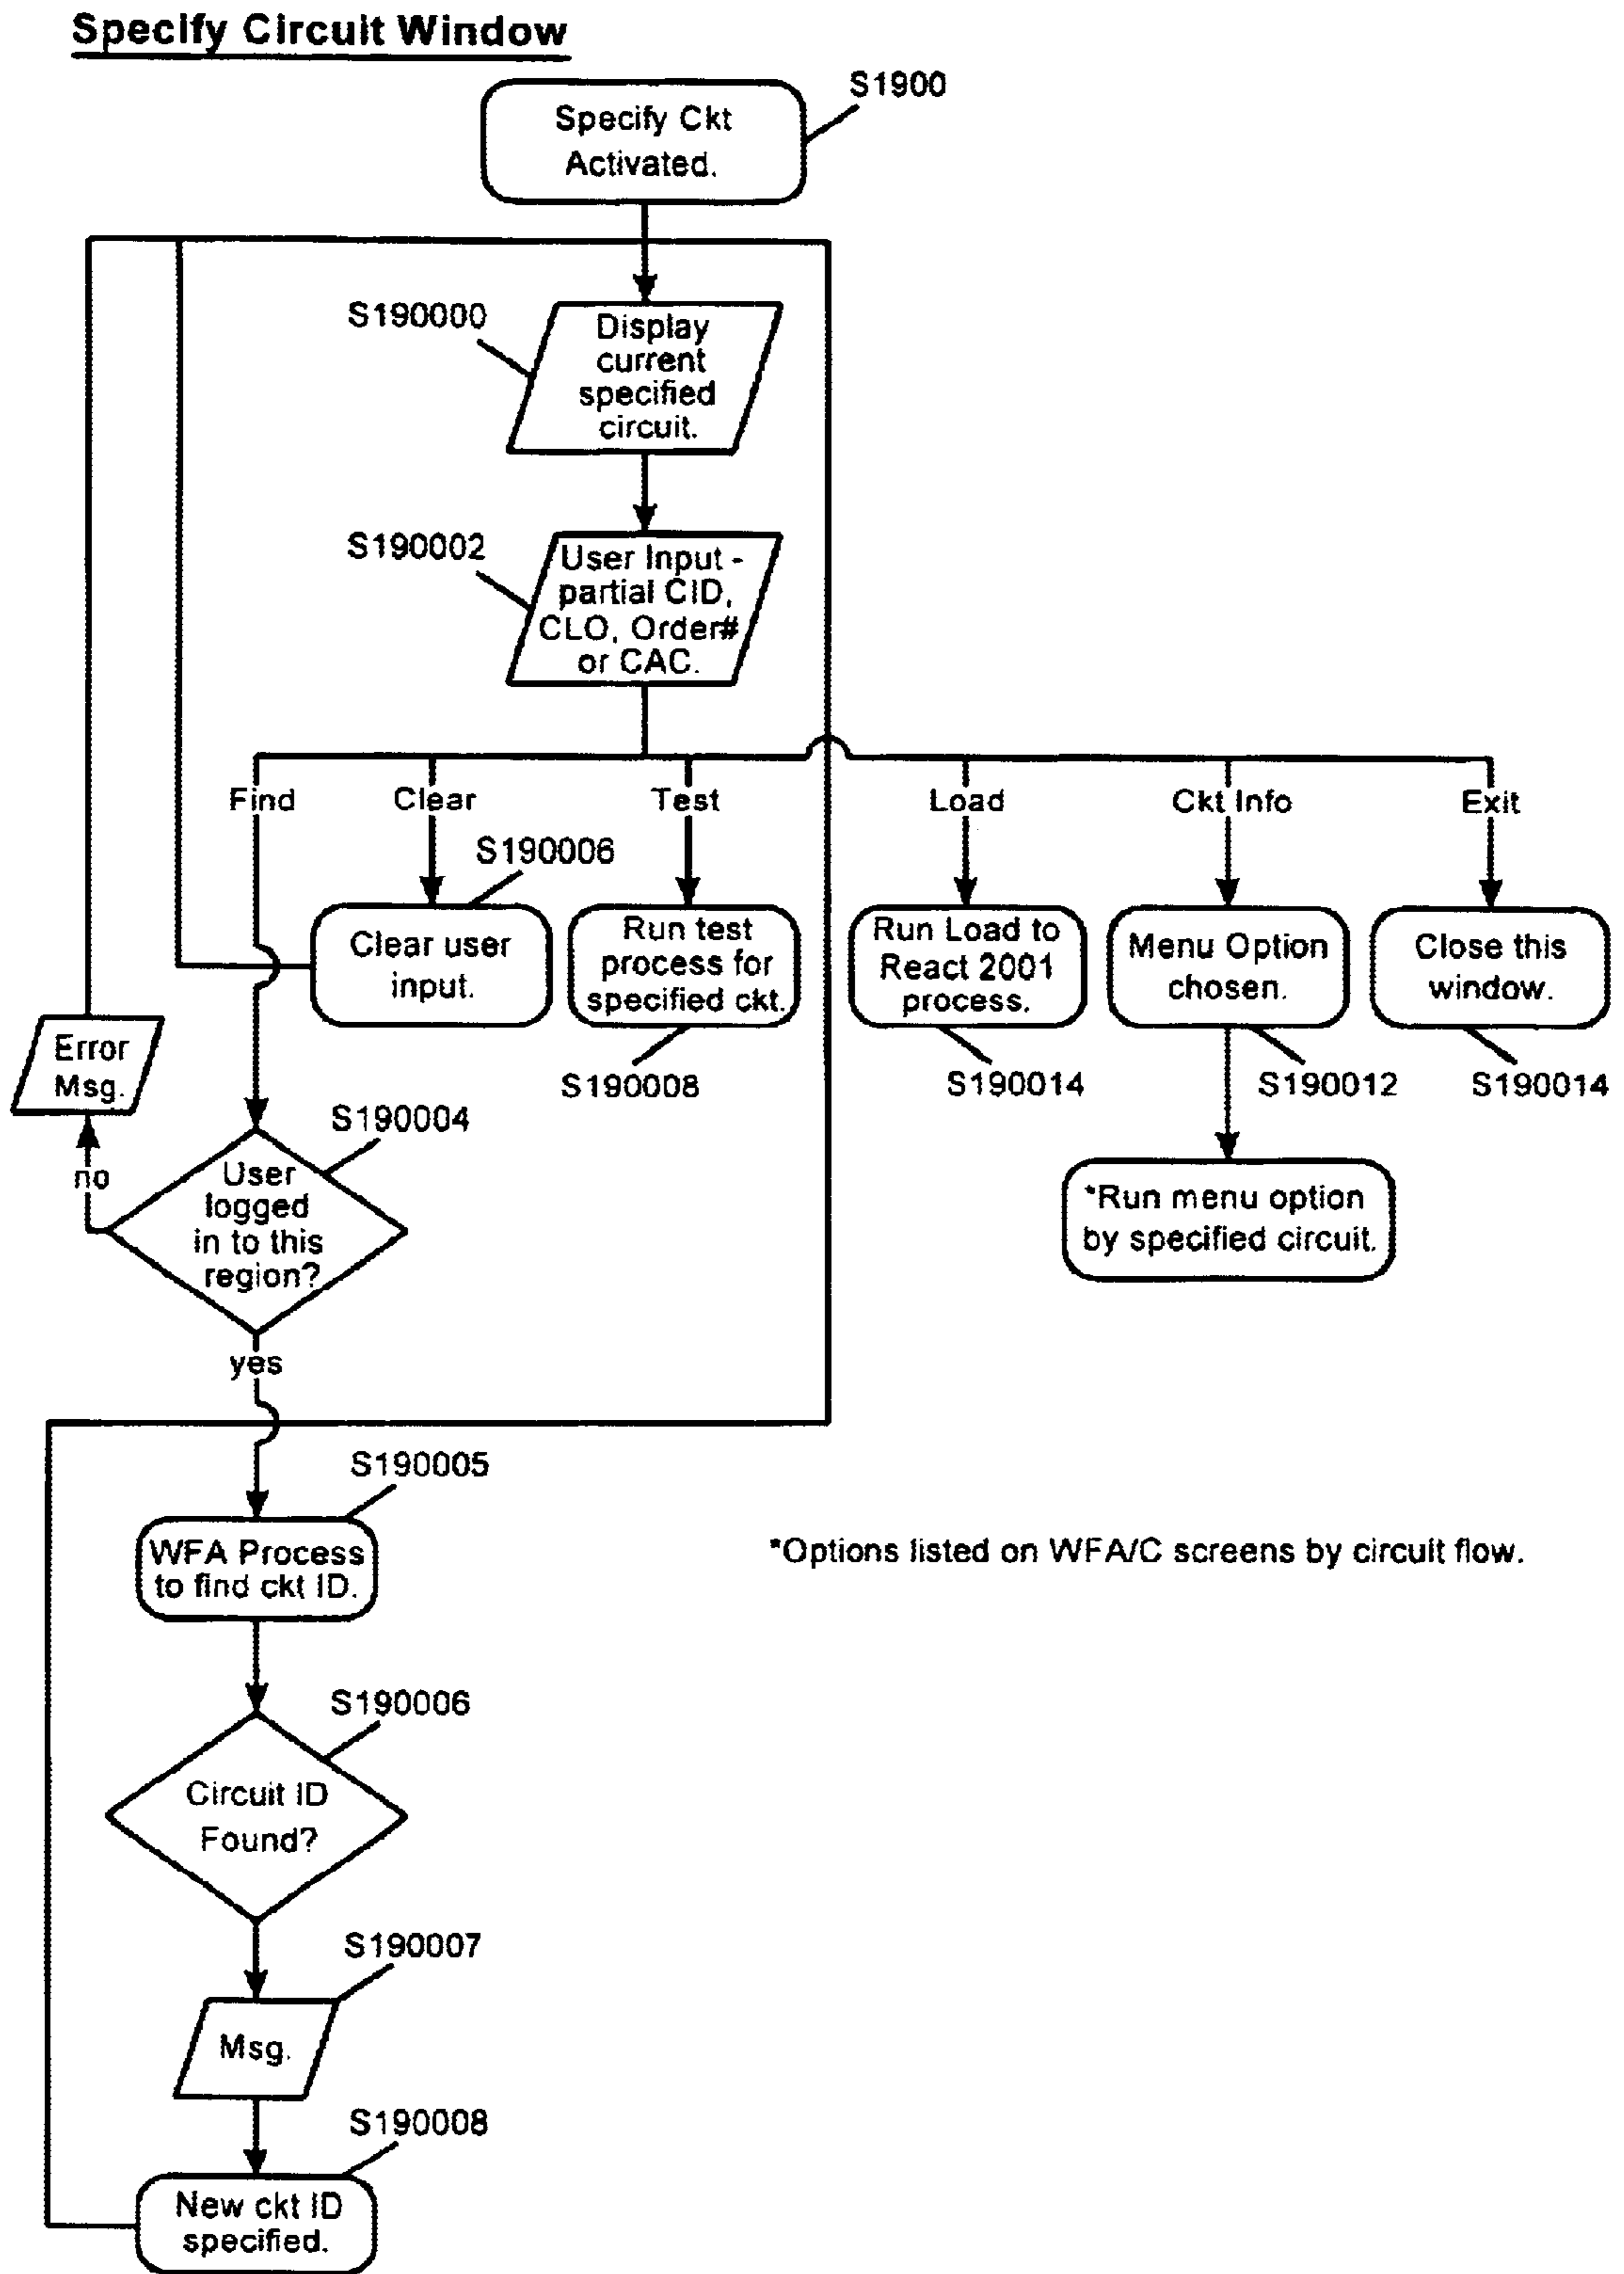 Specify Circuit Window
S1900
Specify Ckt
Activated.
S190000
Display
current
specified
circuit.
S190002
User Input -
partial CID,
CLO, Order#
or CAC.
Find
Clear
Test
Load
Ckt Info
Exit
S190006
Clear user
input.
Run test
process for
specified ckt.
S190008
Run Load to
React 2001
process.
S190014
Menu Option
chosen.
S190012
Close this
window.
S190014
*Run menu option
by specified circuit.
Error
Msg.
no
S190004
User
logged
in to this
region?
yes
S190005
WFA Process
to find ckt ID.
*Options listed on WFA/C screens by circuit flow.
S190006
Circuit ID
Found?
S190007
Msg.
S190008
New ckt ID
specified.